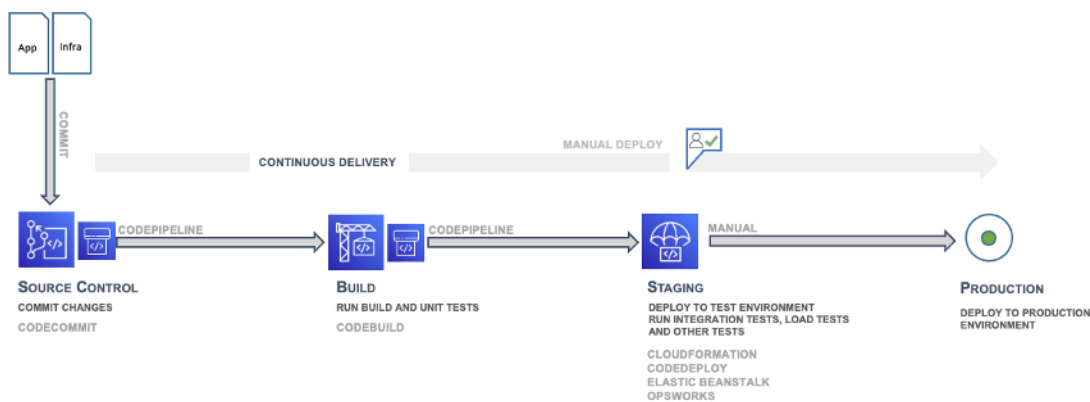 App
Infra
COMMIT
MANUAL DEPLOY
CONTINUOUS DELIVERY
CODEPIPELINE
CODEPIPELINE
MANUAL
SOURCE CONTROL
COMMIT CHANGES
CODECOMMIT
BUILD
RUN BUILD AND UNIT TESTS
CODEBUILD
STAGING
DEPLOY TO TEST ENVIRONMENT
RUN INTEGRATION TESTS, LOAD TESTS
AND OTHER TESTS
CLOUDFORMATION
CODEDEPLOY
ELASTIC BEANSTALK
OPSWORKS
PRODUCTION
DEPLOY TO PRODUCTION
ENVIRONMENT